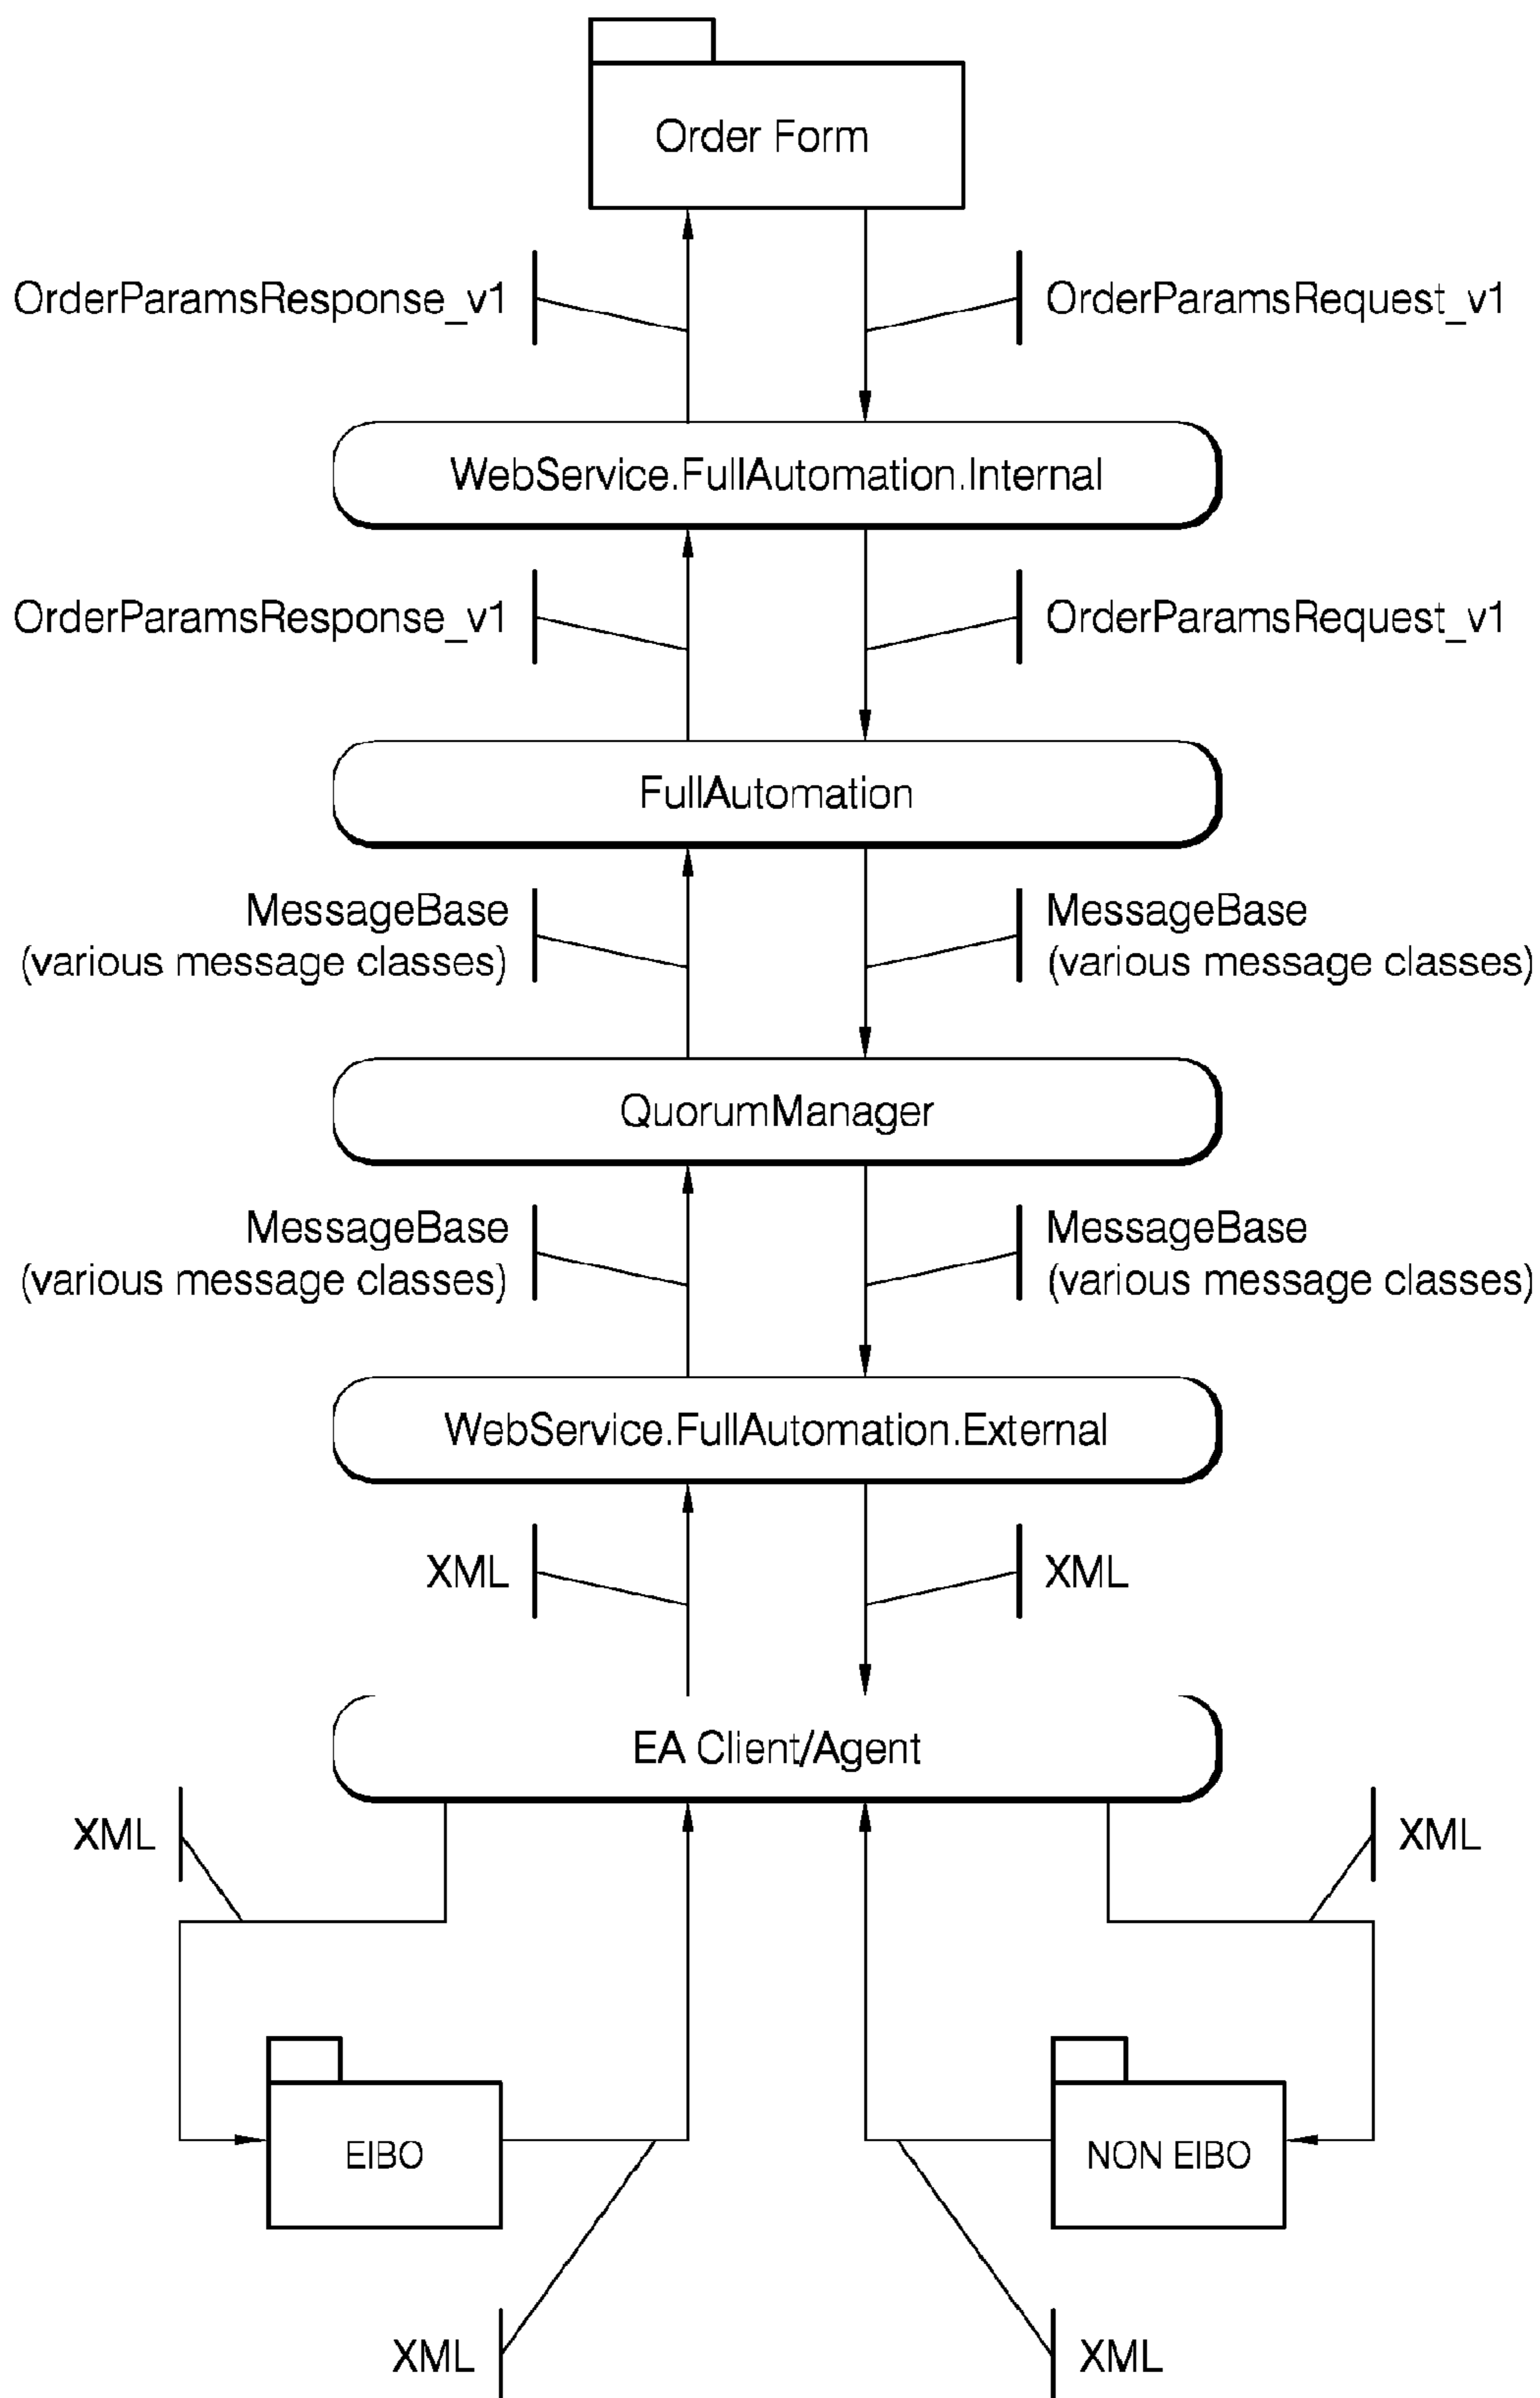 Order Form
OrderParamsResponse_v1
OrderParamsRequest_v1
WebService.FullAutomation.Internal
OrderParamsResponse_v1
OrderParamsRequest_v1
FullAutomation
MessageBase
(various message classes)
MessageBase
(various message classes)
QuorumManager
MessageBase
(various message classes)
MessageBase
(various message classes)
WebService.FullAutomation.External
XML
XML
EA Client/Agent
XML
XML
EIBO
NON EIBO
XML
XML